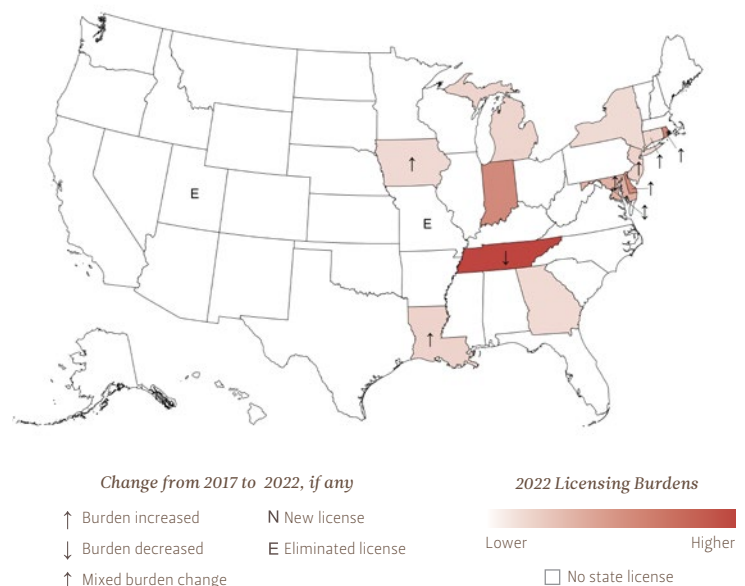 E
E
Change from 2017 to 2022, if any
2022 Licensing Burdens
↑ Burden increased
N New license
↓ Burden decreased
E Eliminated license
Lower
Higher
↑ Mixed burden change
No state license